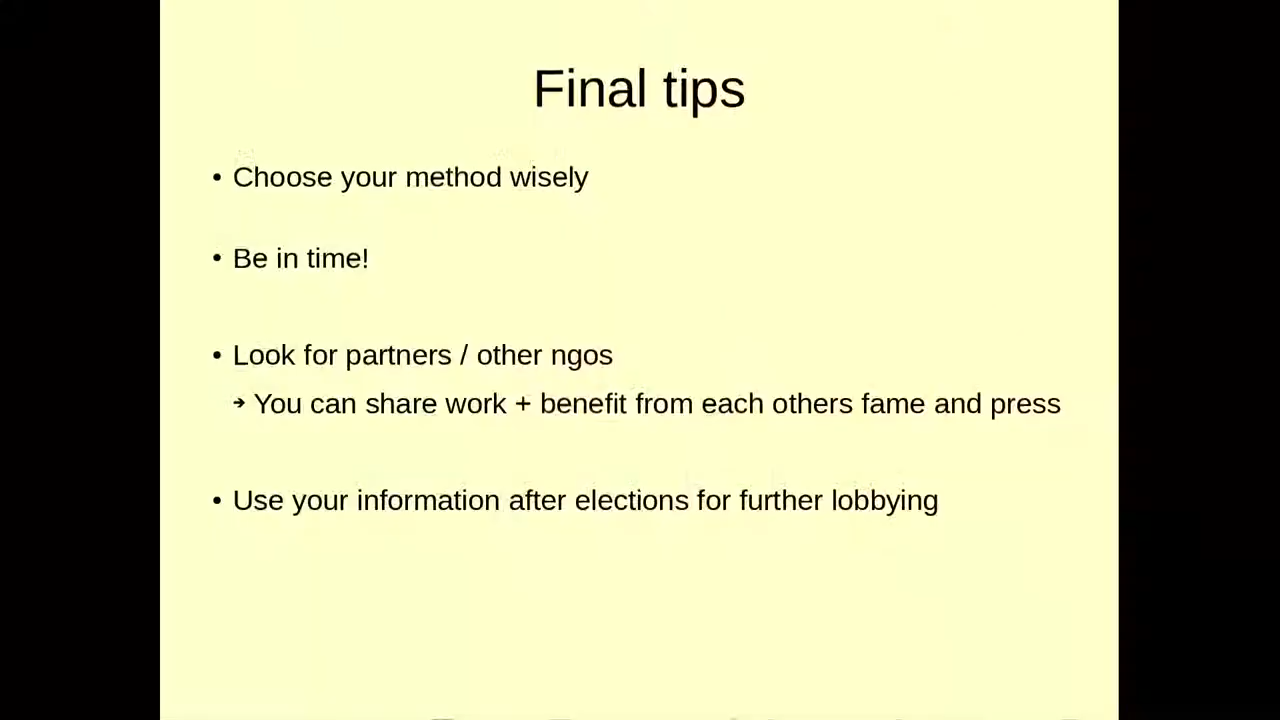 Final tips
• Choose your method wisely
• Be in time!
• Look for partners / other ngos
➔ You can share work + benefit from each others fame and press
• Use your information after elections for further lobbying